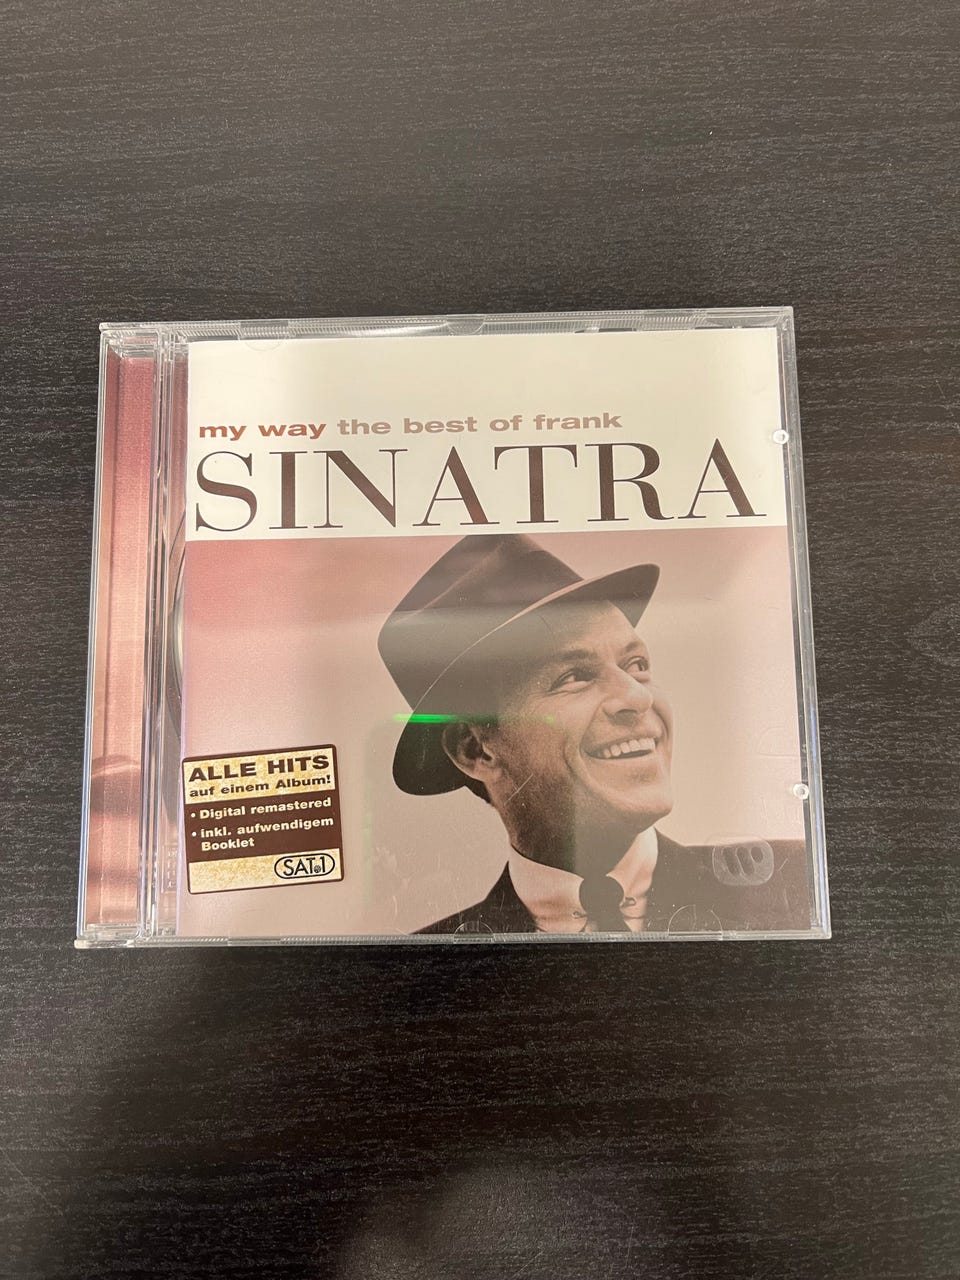 my way the best of frank
SINATRA
ALLE HITS
auf einem Album!
• Digital remastered
• inkl. aufwendigem
Booklet
SAT.1